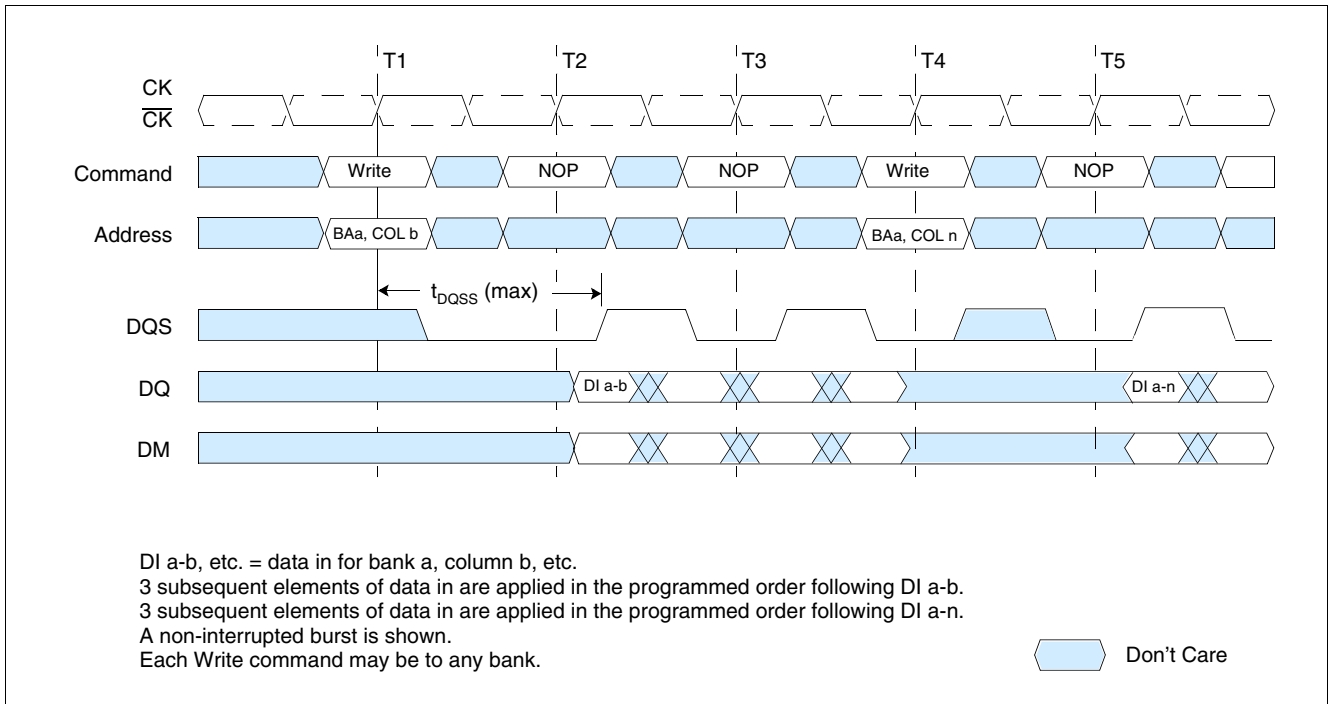 T1 T2 T3 T4 T5
CK
CK
Command Write NOP NOP Write NOP
Address BAa, COL b BAa, COL n
tDQSS (max)
DQS
DQ DI a-b DI a-n
DM
DI a-b, etc. = data in for bank a, column b, etc.
3 subsequent elements of data in are applied in the programmed order following DI a-b.
3 subsequent elements of data in are applied in the programmed order following DI a-n.
A non-interrupted burst is shown.
Each Write command may be to any bank.
Don't Care